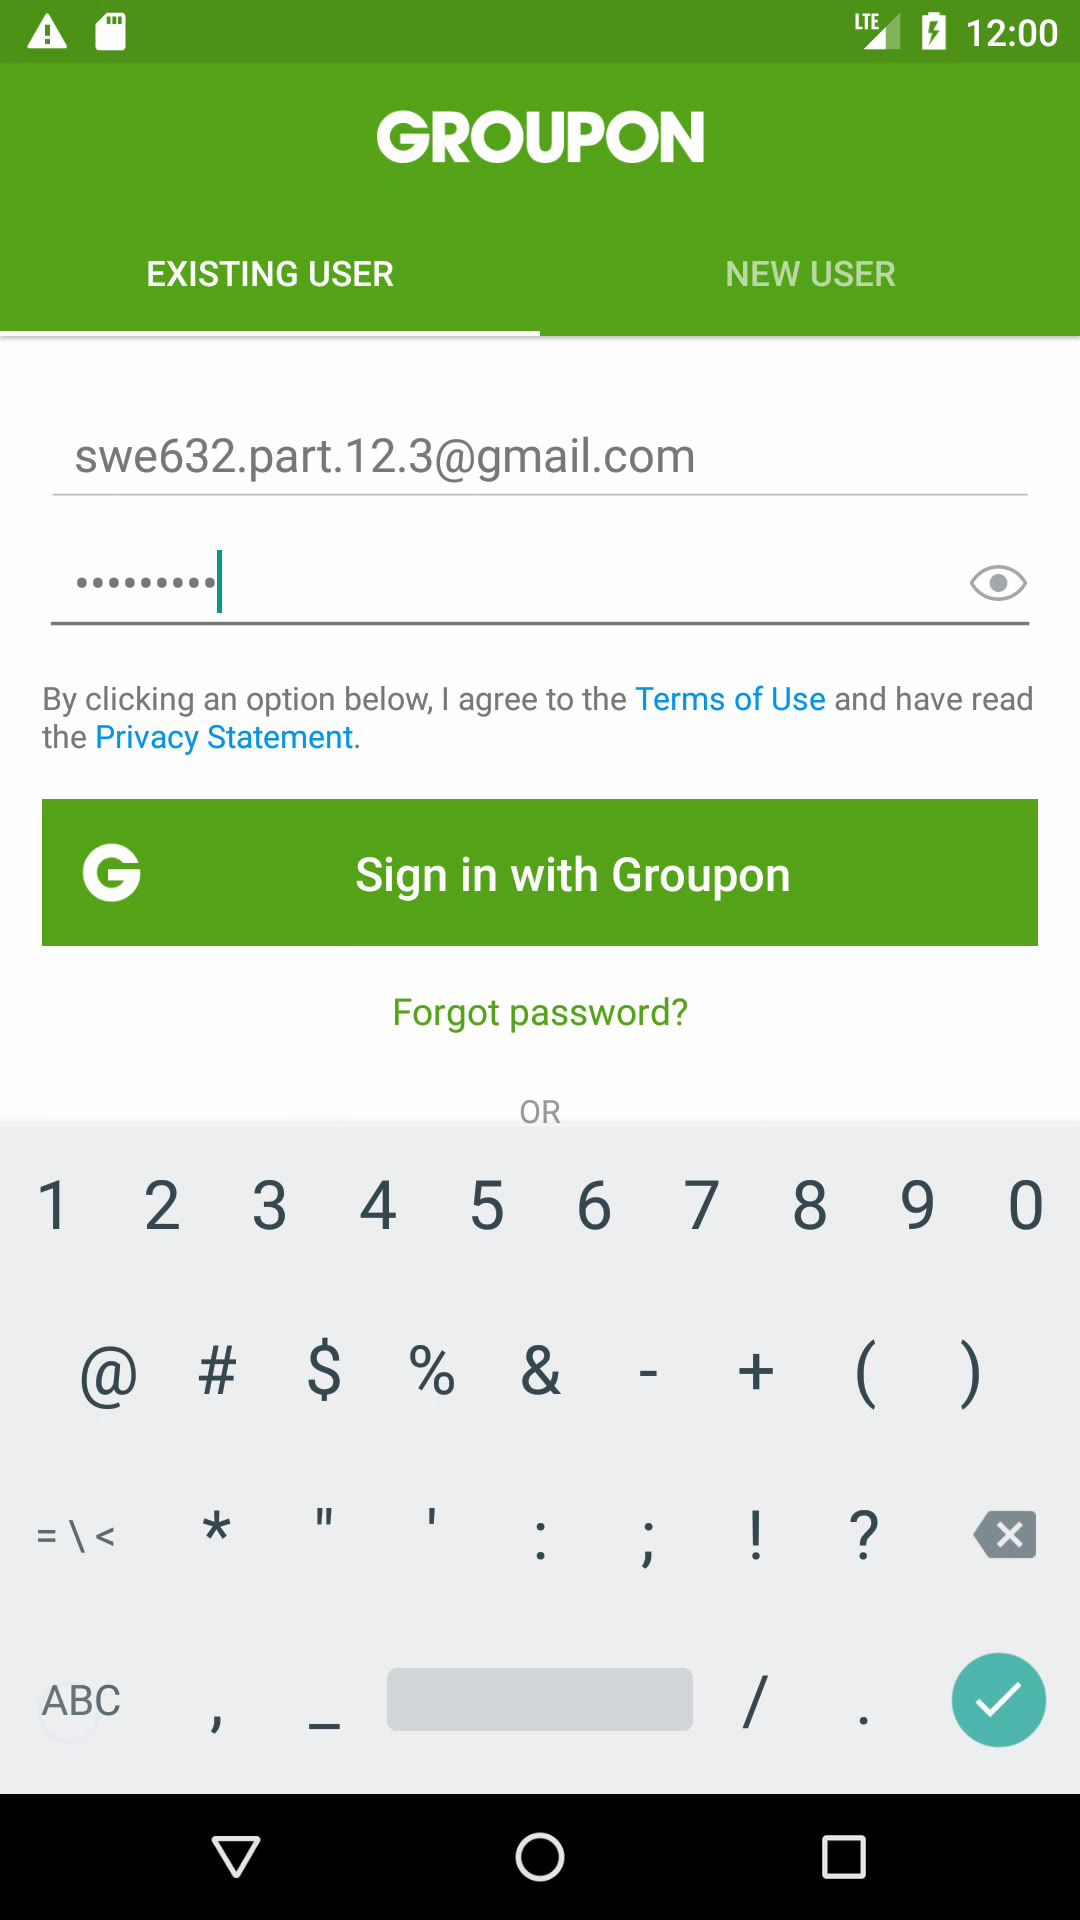 LTE 12:00
GROUPON
EXISTING USER NEW USER
swe632.part.12.3@gmail.com
•••••••••
By clicking an option below, I agree to the Terms of Use and have read
the Privacy Statement.
G Sign in with Groupon
Forgot password?
OR
1 2 3 4 5 6 7 8 9 0
@ # $ % & - + ( )
= \ < * " ' : ; ! ?
ABC , _ / .